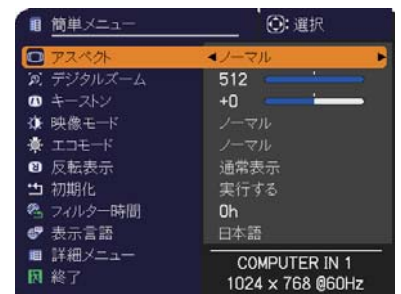 簡単メニュー :選択
アスペクト ノーマル
デジタルズーム 512
キーストン +0
映像モード ノーマル
エコモード ノーマル
反転表示 通常表示
初期化 実行する
フィルター時間 0h
表示言語 日本語
詳細メニュー
終了
COMPUTER IN 1
1024 x 768 @60Hz